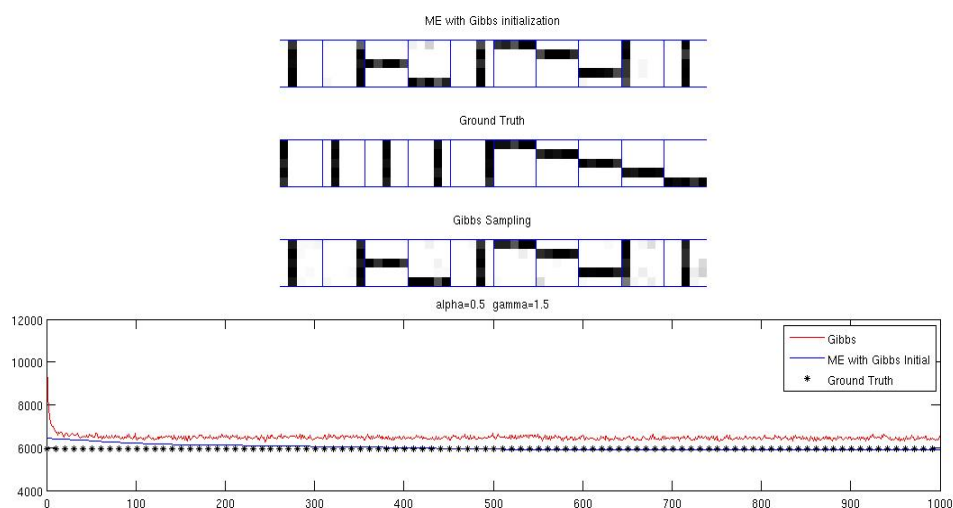 ME with Gibbs initialization
Ground Truth
Gibbs Sampling
alpha=0.5 gamma=1.5
12000
10000
8000
6000
4000
Gibbs
ME with Gibbs Initial
Ground Truth
0 100 200 300 400 500 600 700 800 900 1000